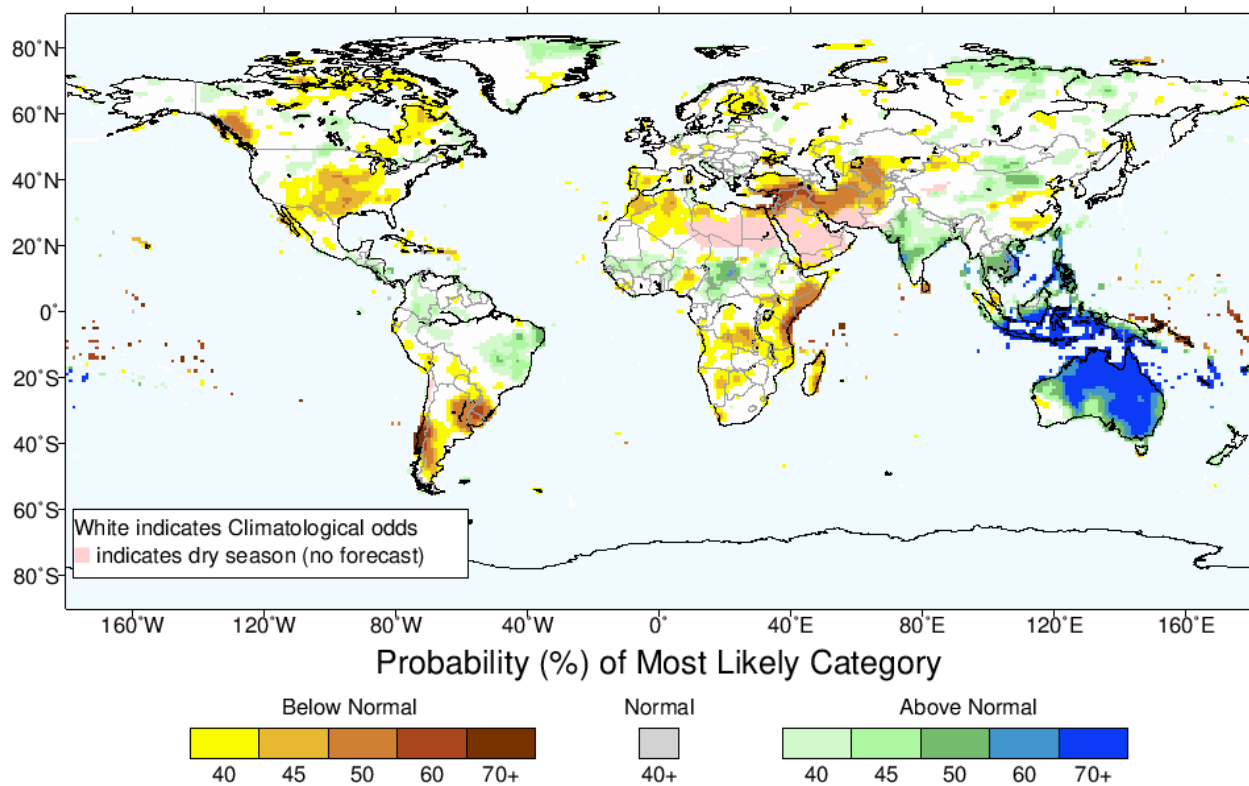 80°N
60°N
40°N
20°N
0°
20°S
40°S
60°S
80°S
White indicates Climatological odds
indicates dry season (no forecast)
160°W 120°W 80°W 40°W 0° 40°E 80°E 120°E 160°E
Probability (%) of Most Likely Category
Below Normal Normal Above Normal
40 45 50 60 70+ 40+ 40 45 50 60 70+